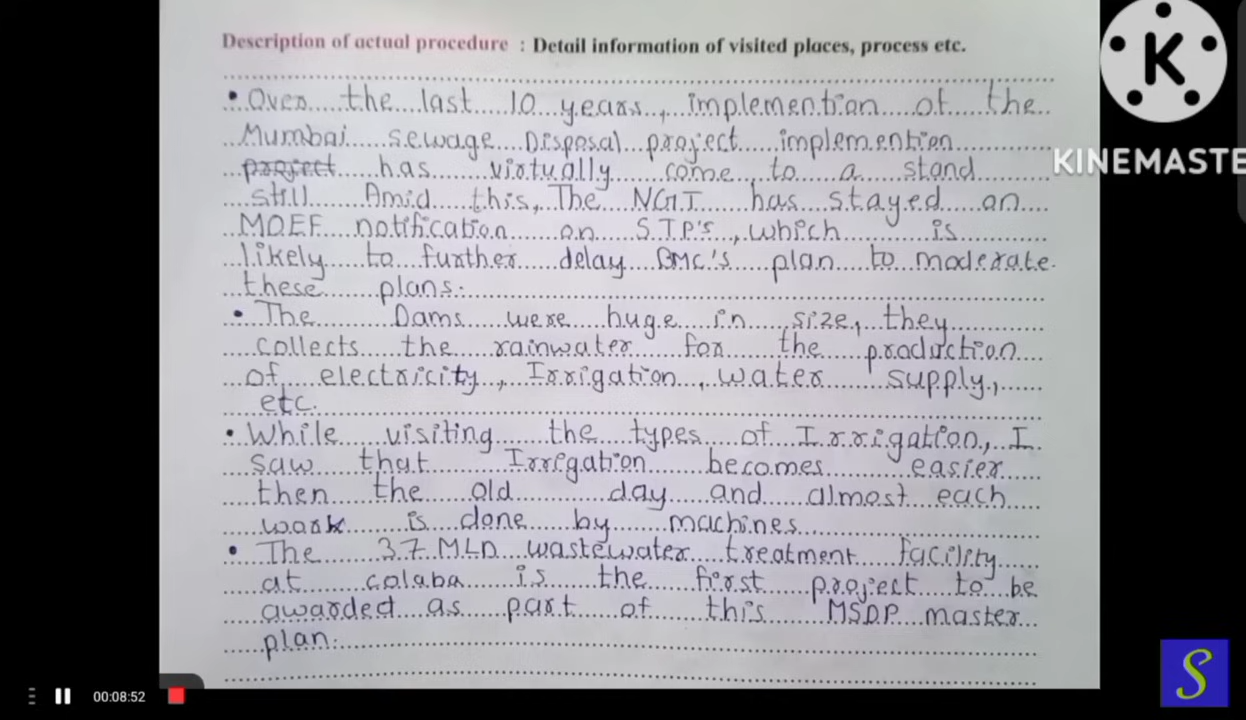 Description of actual procedure : Detail information of visited places, process etc.
• Over the last 10 years, implemention of the
Mumbai sewage Disposal project implemention
project has virtually come to a stand
still Amid this, The NGT has stayed an
MOEF notification on STP's, which is
likely to further delay BMC's plan to moderate
these plans.
• The Dams were huge in size, they
collects the rainwater for the production
of electricity, Irrigation, water supply,
etc.
• While visiting the types of Irrigation, I
saw that Irregation becomes easier
then the old day and almost each
work is done by machines
• The 37 MLD wastewater treatment facility
at colaba is the first project to be
awarded as part of this MSDP master
plan.
K
KINEMASTE
00:08:52
S